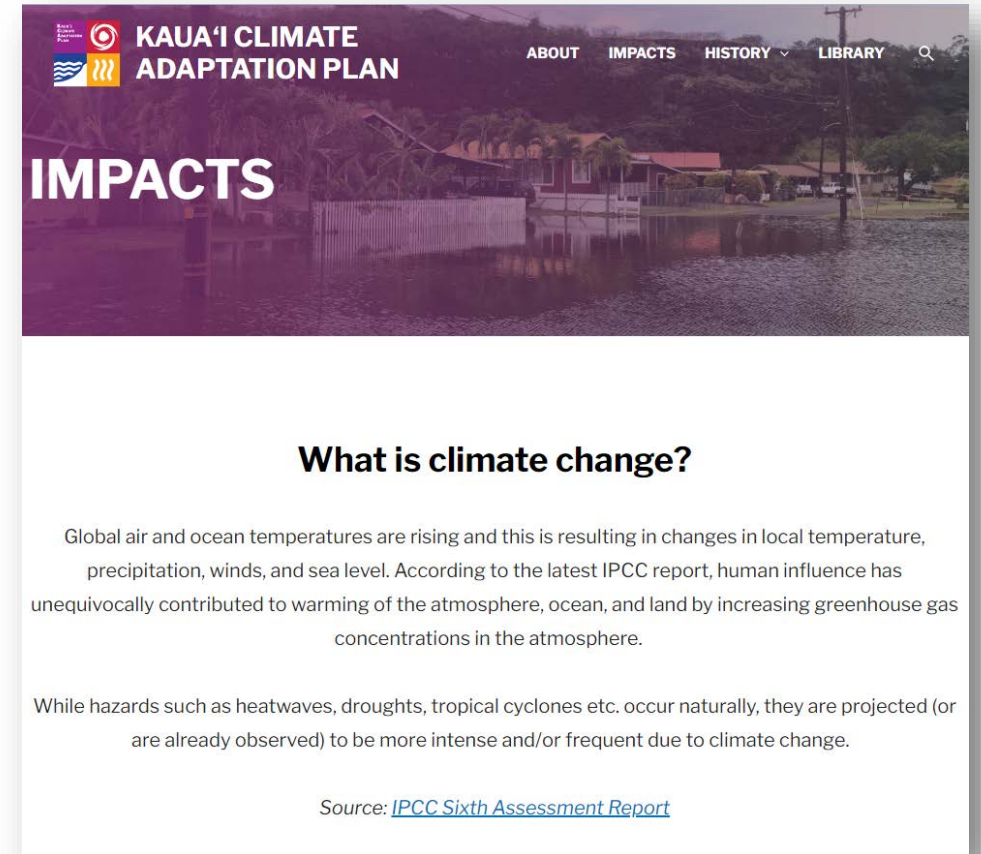 KAUAʻI CLIMATE
ADAPTATION PLAN
ABOUT IMPACTS HISTORY LIBRARY
IMPACTS
What is climate change?
Global air and ocean temperatures are rising and this is resulting in changes in local temperature,
precipitation, winds, and sea level. According to the latest IPCC report, human influence has
unequivocally contributed to warming of the atmosphere, ocean, and land by increasing greenhouse gas
concentrations in the atmosphere.
While hazards such as heatwaves, droughts, tropical cyclones etc. occur naturally, they are projected (or
are already observed) to be more intense and/or frequent due to climate change.
Source: IPCC Sixth Assessment Report